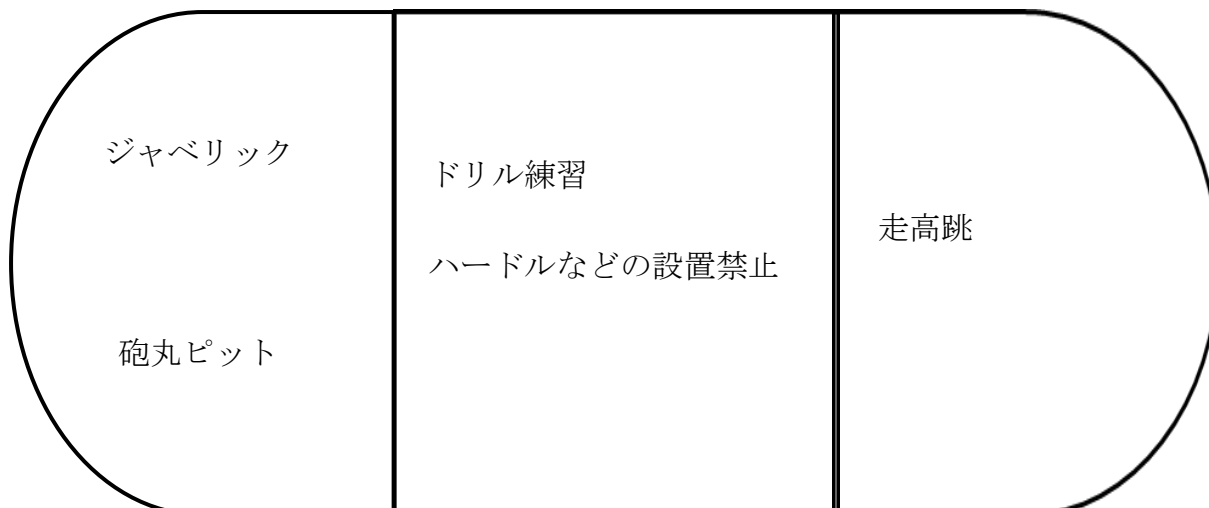 ジャベリック
砲丸ピット
ドリル練習
ハードルなどの設置禁止
走高跳